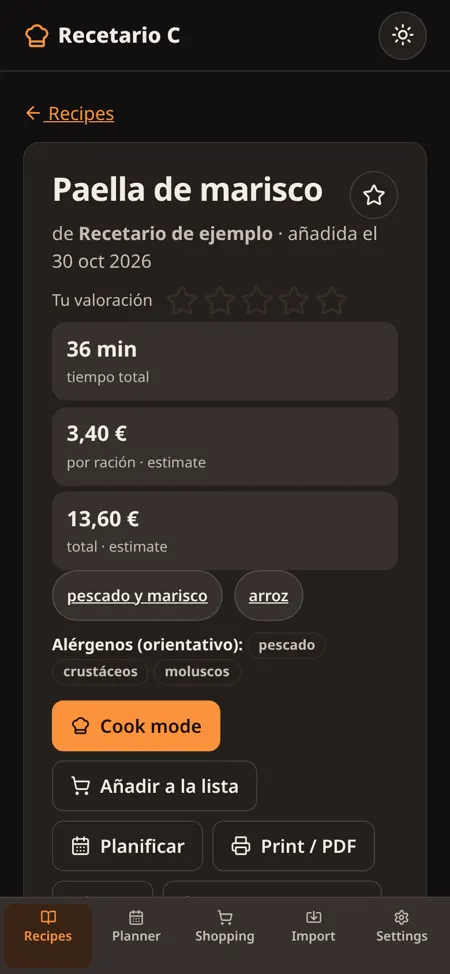 Recetario C
← Recipes
Paella de marisco
de Recetario de ejemplo · añadida el
30 oct 2026
Tu valoración
36 min
tiempo total
3,40 €
por ración · estimate
13,60 €
total · estimate
pescado y marisco arroz
Alérgenos (orientativo): pescado
crustáceos moluscos
Cook mode
Añadir a la lista
Planificar Print / PDF
Recipes Planner Shopping Import Settings